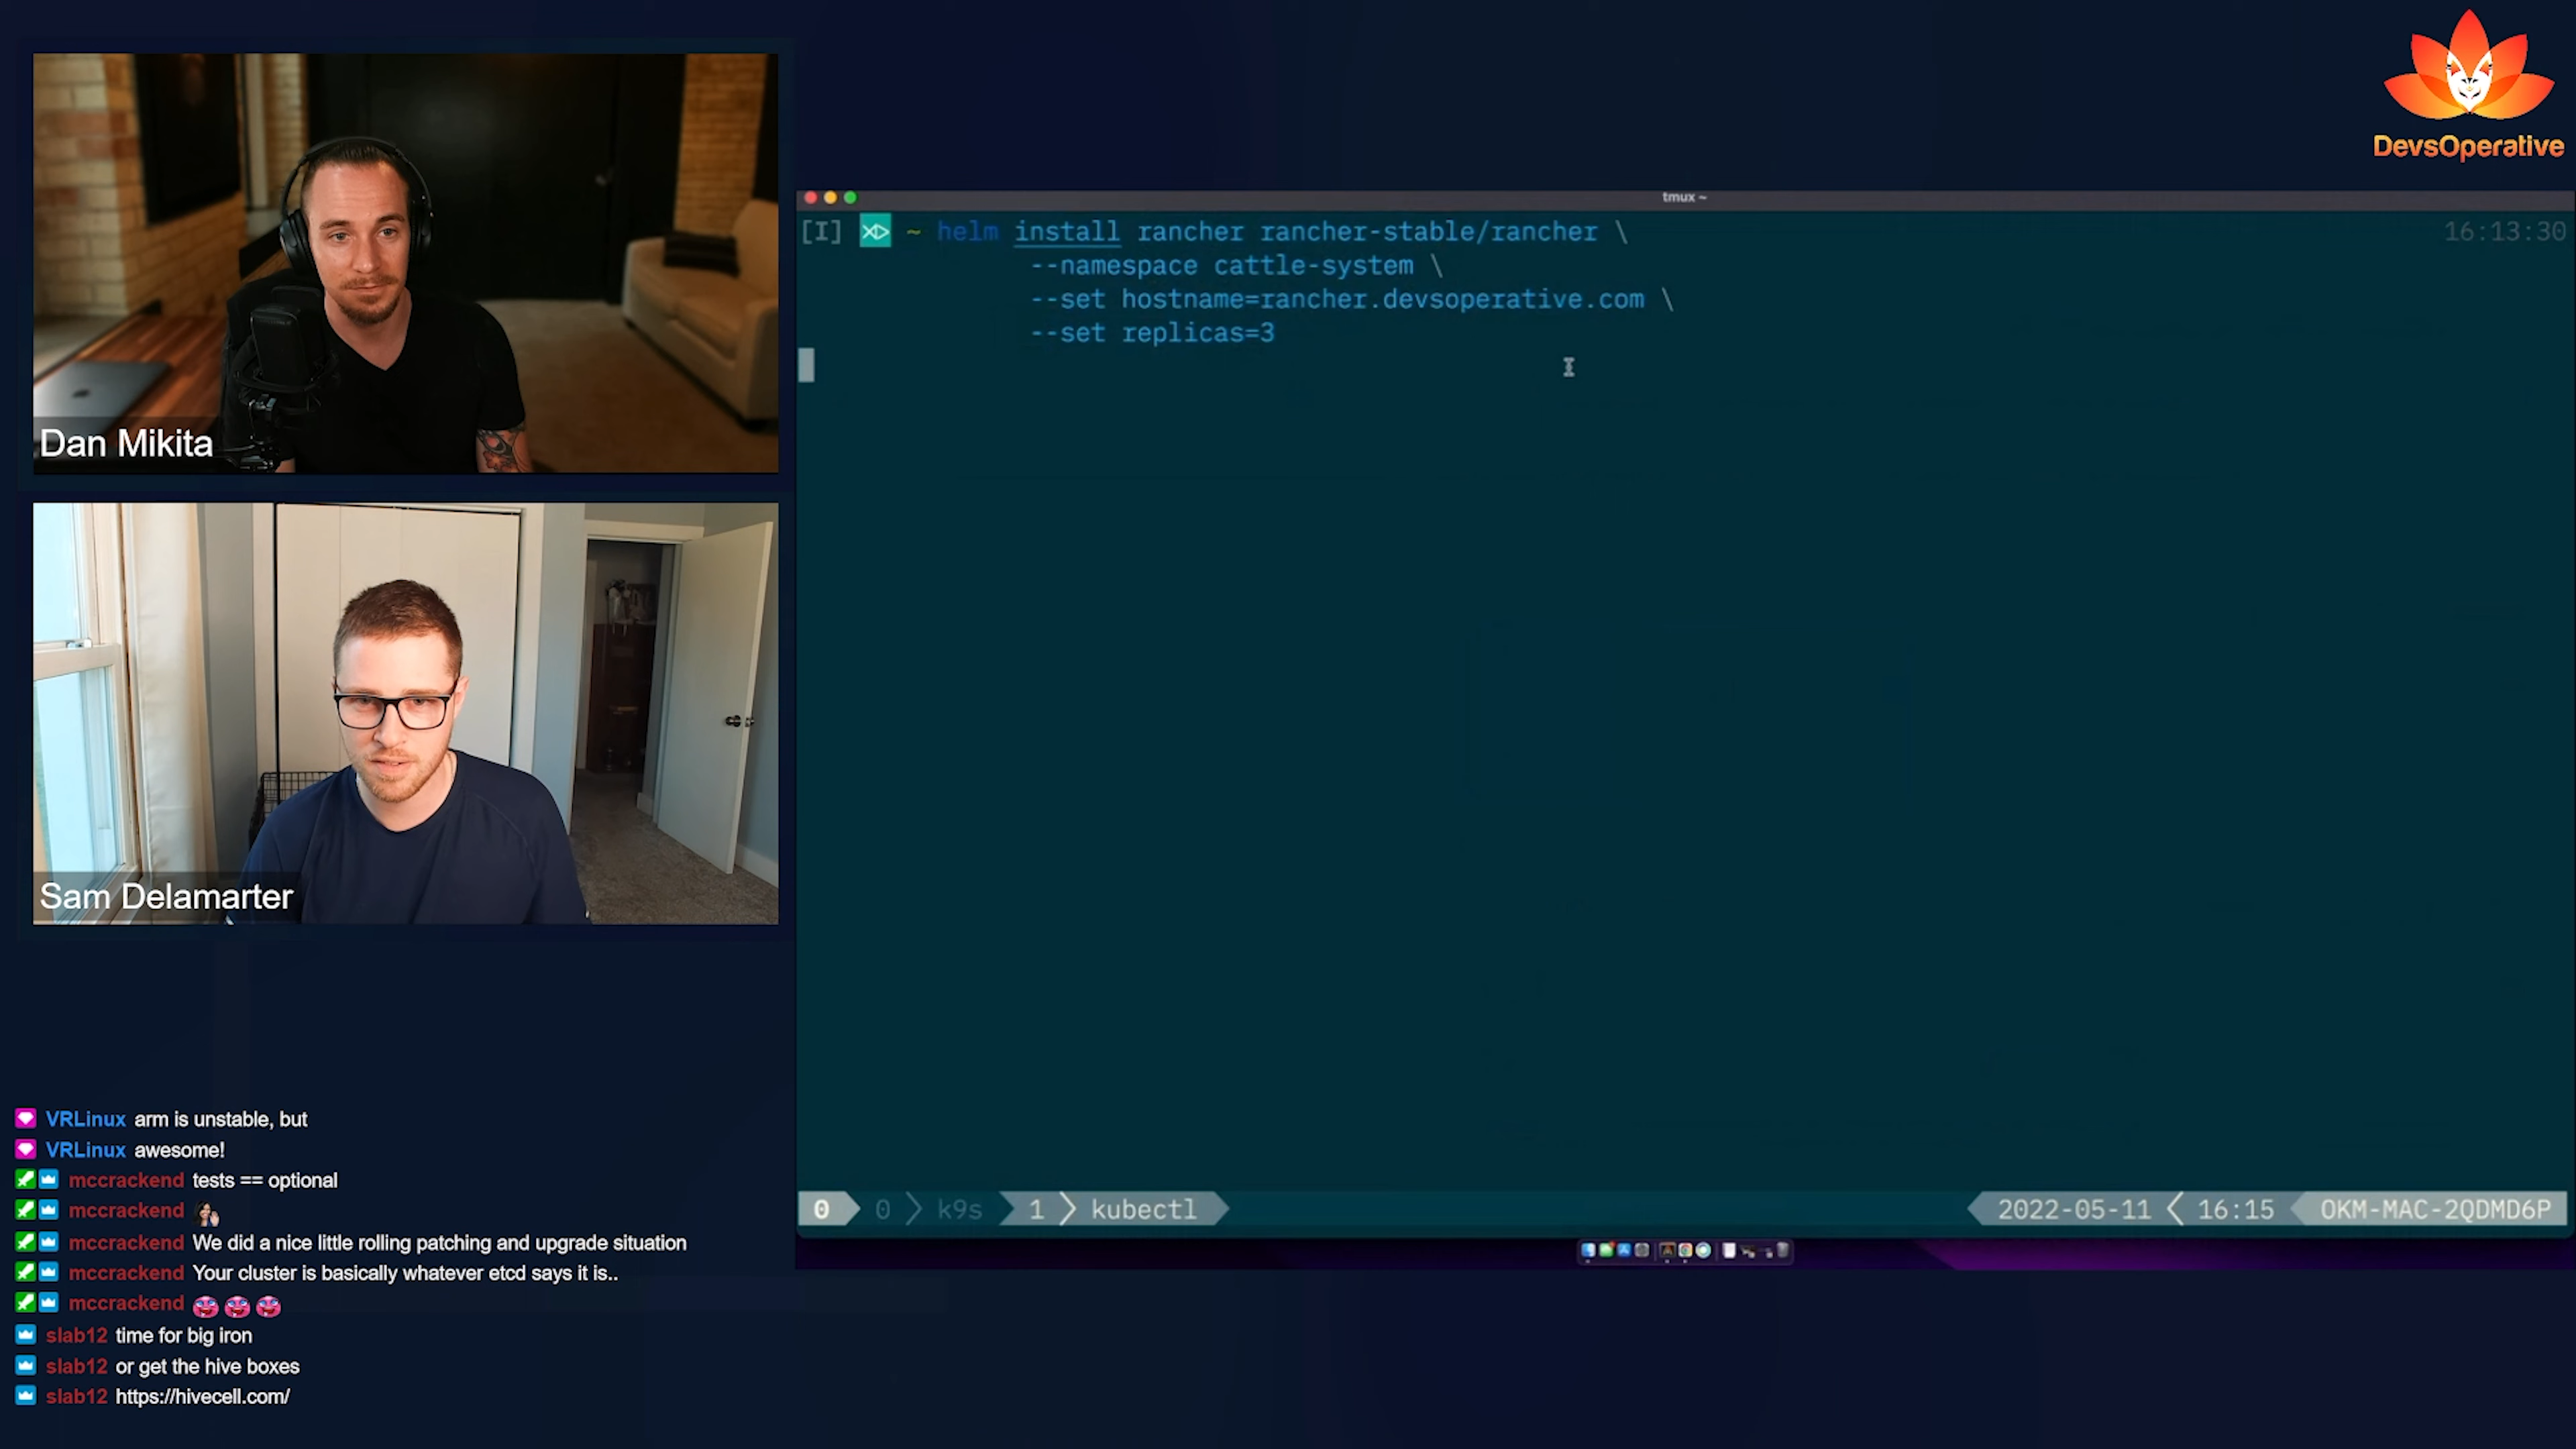 DevsOperative
Dan Mikita
Sam Delamarter
tmux ~
[I] ~ helm install rancher rancher-stable/rancher \
--namespace cattle-system \
--set hostname=rancher.devsoperative.com \
--set replicas=3
16:13:30
0 0 k9s 1 kubectl
2022-05-11 16:15 OKM-MAC-2QDMD6P
VRLinux arm is unstable, but
VRLinux awesome!
mccrackend tests == optional
mccrackend
mccrackend We did a nice little rolling patching and upgrade situation
mccrackend Your cluster is basically whatever etcd says it is..
mccrackend
slab12 time for big iron
slab12 or get the hive boxes
slab12 https://hivecell.com/